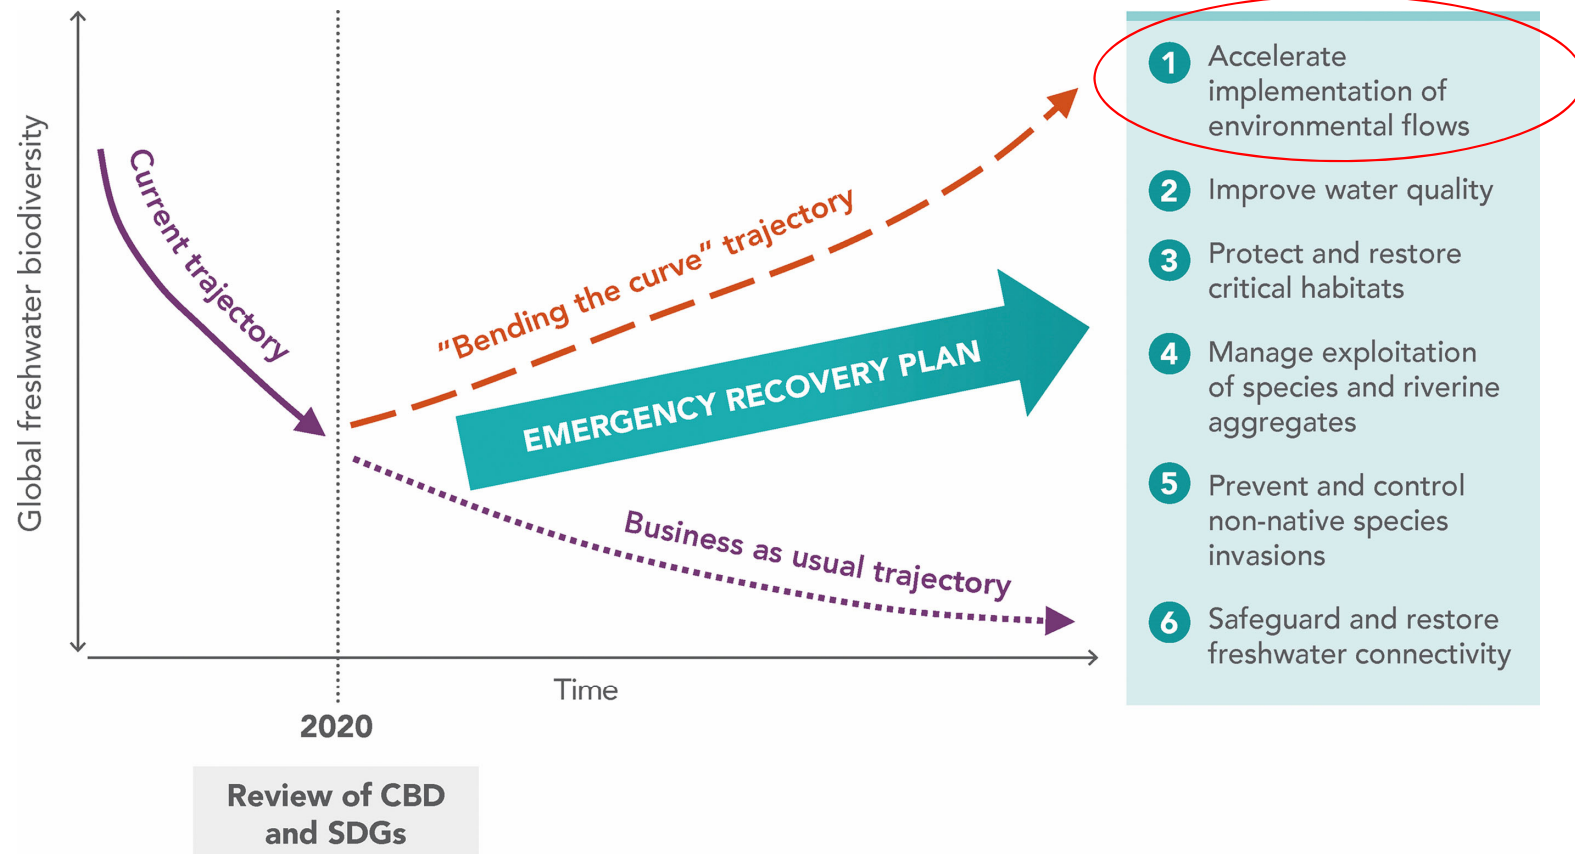 Global freshwater biodiversity
Current trajectory
"Bending the curve" trajectory
EMERGENCY RECOVERY PLAN
Business as usual trajectory
Time
2020
Review of CBD
and SDGs
1 Accelerate
implementation of
environmental flows
2 Improve water quality
3 Protect and restore
critical habitats
4 Manage exploitation
of species and riverine
aggregates
5 Prevent and control
non-native species
invasions
6 Safeguard and restore
freshwater connectivity